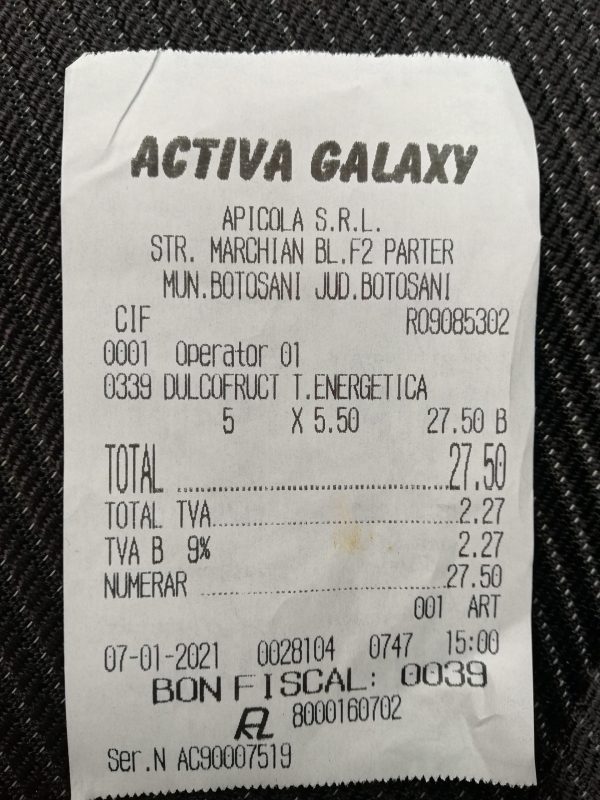 ACTIVA GALAXY
APICOLA S.R.L.
STR. MARCHIAN BL.F2 PARTER
MUN.BOTOSANI JUD.BOTOSANI
CIF RO9085302
0001 Operator 01
0339 DULCOFRUCT T.ENERGETICA
5 X 5.50 27.50 B
TOTAL ........................ 27.50
TOTAL TVA........................2.27
TVA B 9% 2.27
NUMERAR ........................27.50
001 ART
07-01-2021 0028104 0747 15:00
BON FISCAL: 0039
8000160702
Ser.N AC90007519